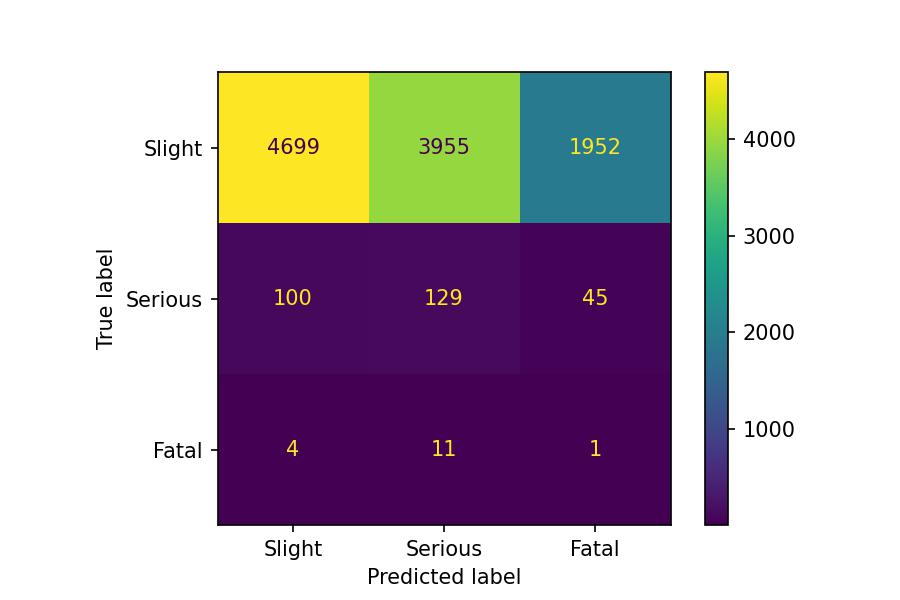 4699 3955 1952
100 129 45
4 11 1
Slight
Serious
Fatal
True label
Slight Serious Fatal
Predicted label
4000
3000
2000
1000